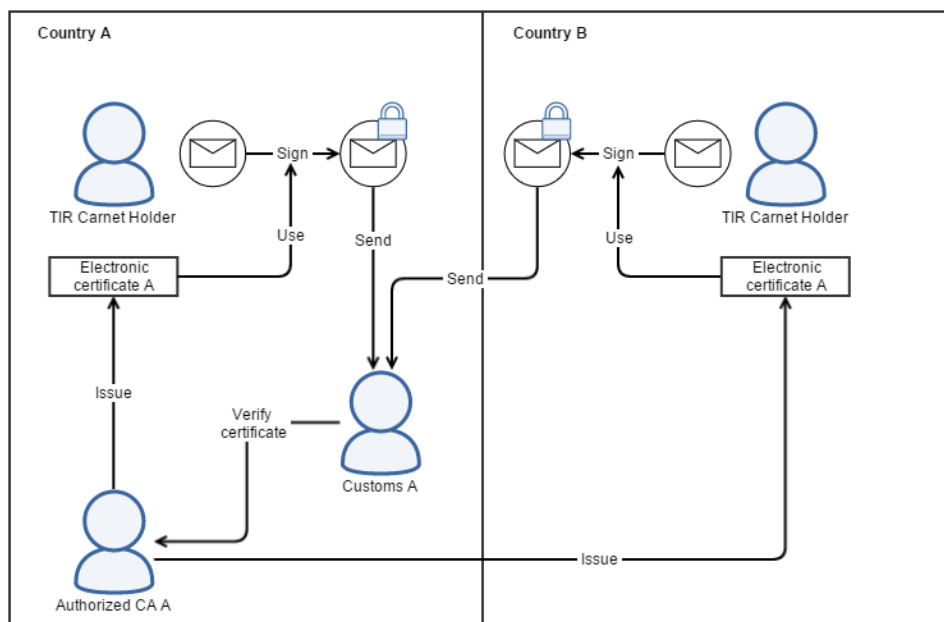 Country A
Country B
Sign
Sign
TIR Carnet Holder
TIR Carnet Holder
Use
Send
Use
Electronic
certificate A
Send
Electronic
certificate A
Issue
Verify
certificate
Customs A
Issue
Authorized CA A